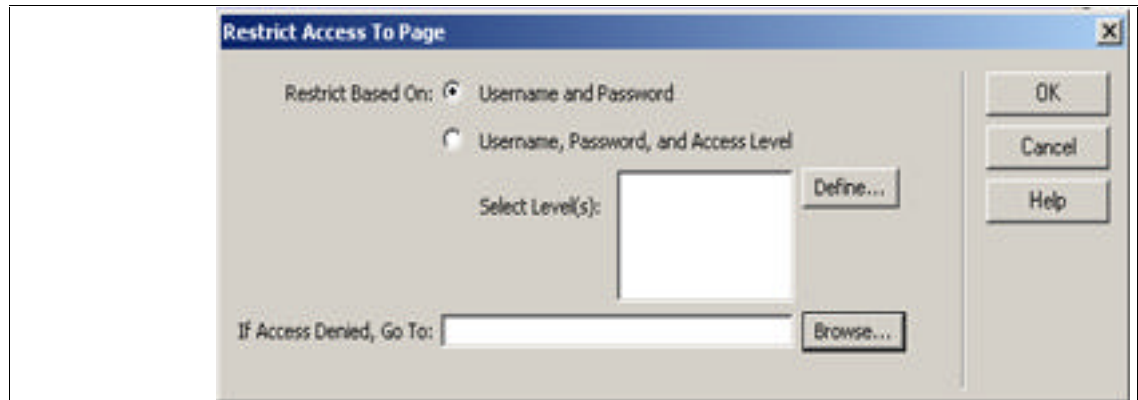 Restrict Access To Page
Restrict Based On: Username and Password
OK
Username, Password, and Access Level
Cancel
Select Level(s):
Define...
Help
If Access Denied, Go To:
Browse...